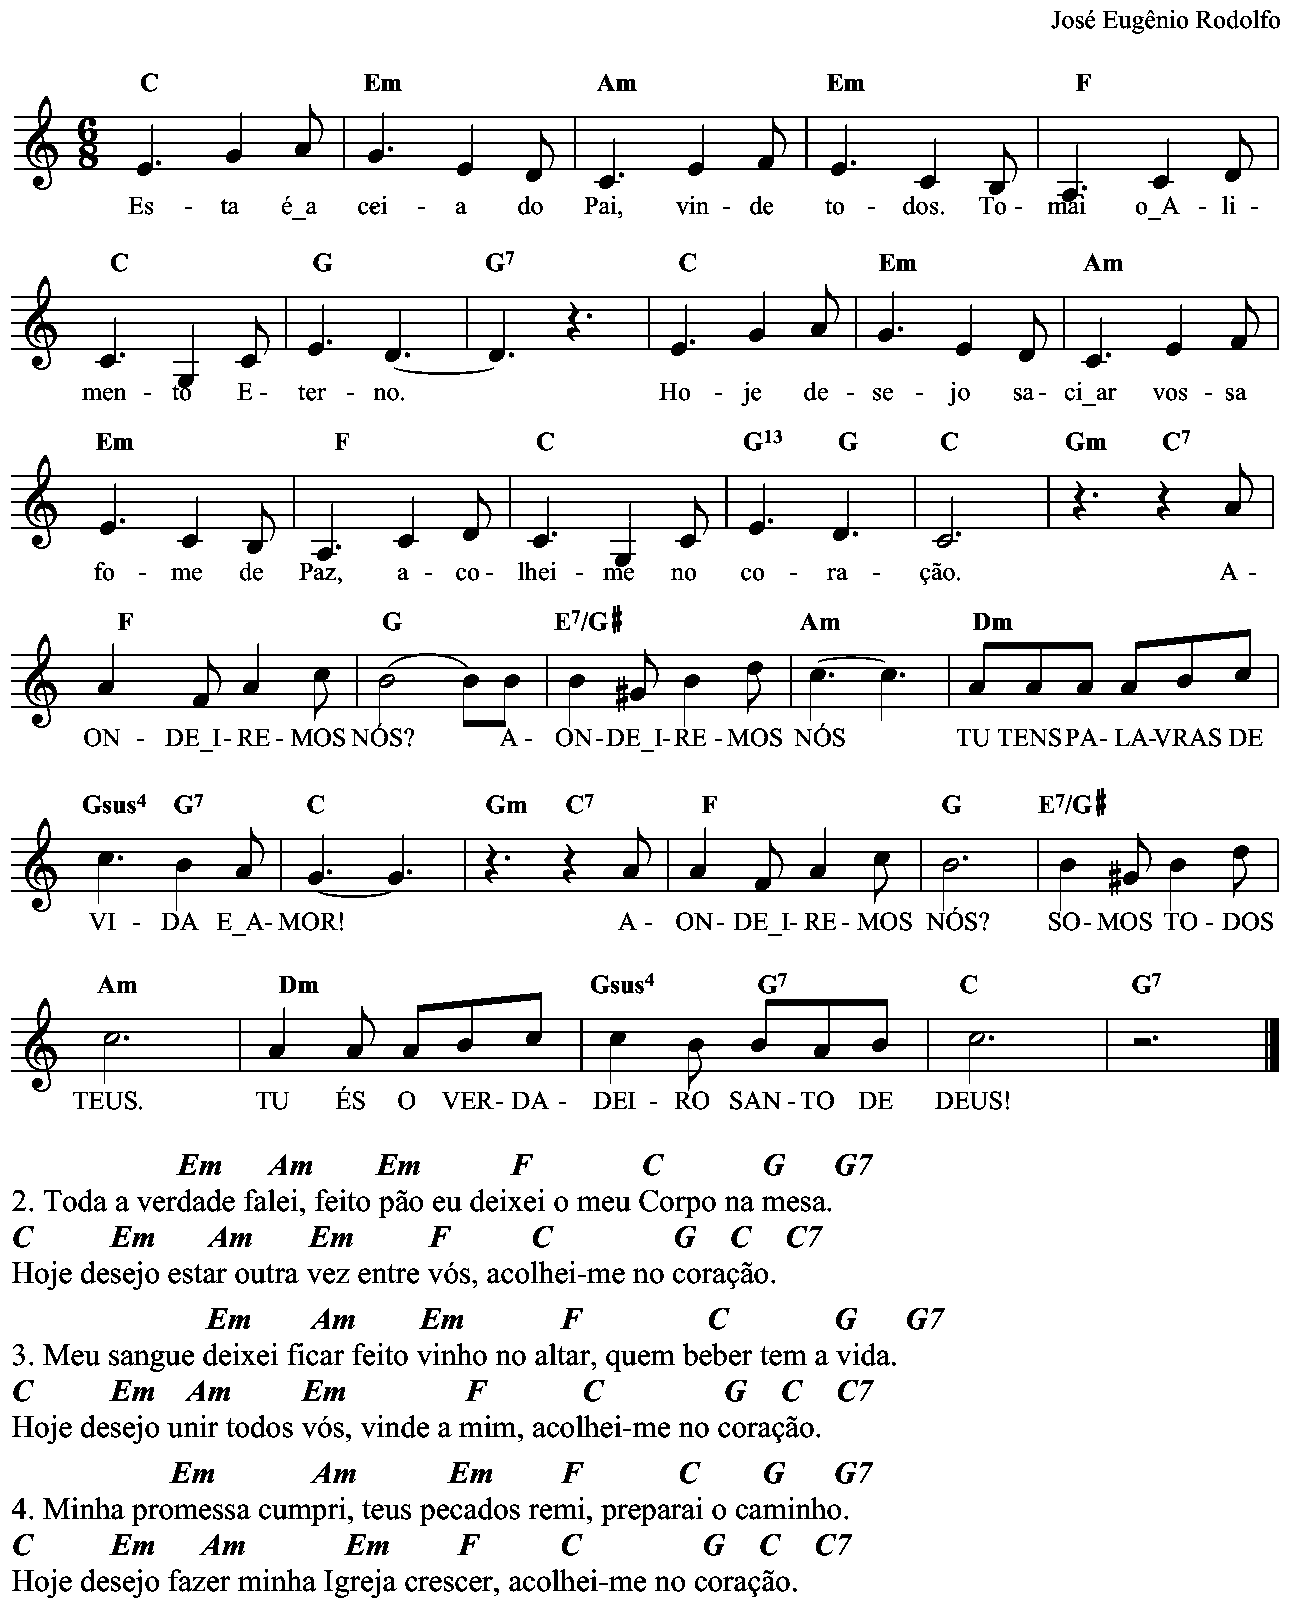 José Eugênio Rodolfo
C Em Am Em F
6
8
Es - ta é_a cei - a do Pai, vin - de to - dos. To - mai o_A - li -
C G G7 C Em Am
men - to E - ter - no. Ho - je de - se - jo sa - ci_ar vos - sa
Em F C G13 G C Gm C7
fo - me de Paz, a - co - lhei - me no co - ra - ção. A -
F G E7/G# Am Dm
ON - DE_I - RE - MOS NÓS? A - ON - DE_I - RE - MOS NÓS TU TENS PA - LA - VRAS DE
Gsus4 G7 C Gm C7 F G E7/G#
VI - DA E_A - MOR! A - ON - DE_I - RE - MOS NÓS? SO - MOS TO - DOS
Am Dm Gsus4 G7 C G7
TEUS. TU ÉS O VER - DA - DEI - RO SAN - TO DE DEUS!
Em Am Em F C G G7
2. Toda a verdade falei, feito pão eu deixei o meu Corpo na mesa.
C Em Am Em F C G C C7
Hoje desejo estar outra vez entre vós, acolhei-me no coração.
Em Am Em F C G G7
3. Meu sangue deixei ficar feito vinho no altar, quem beber tem a vida.
C Em Am Em F C G C C7
Hoje desejo unir todos vós, vinde a mim, acolhei-me no coração.
Em Am Em F C G G7
4. Minha promessa cumpri, teus pecados remi, preparai o caminho.
C Em Am Em F C G C C7
Hoje desejo fazer minha Igreja crescer, acolhei-me no coração.